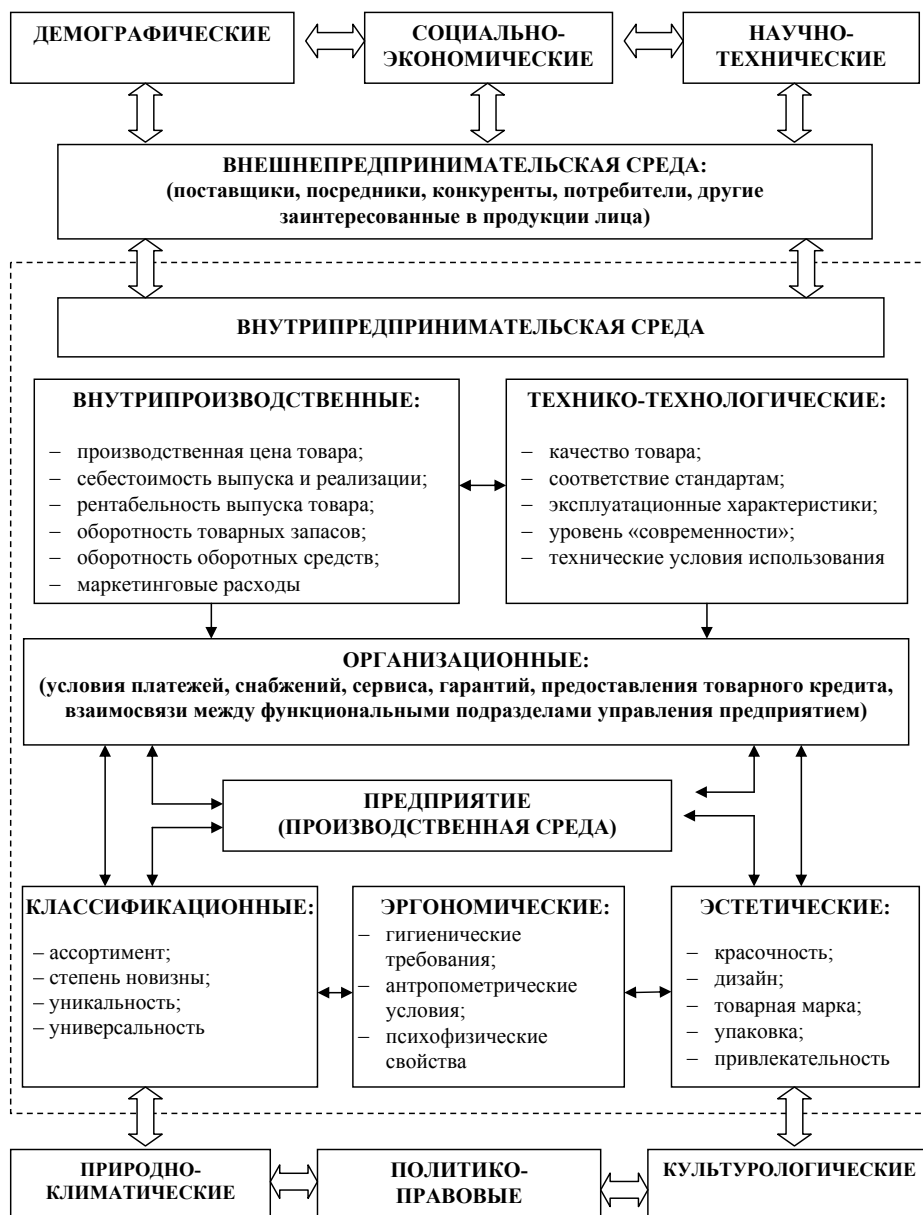 ДЕМОГРАФИЧЕСКИЕ
СОЦИАЛЬНО-
ЭКОНОМИЧЕСКИЕ
НАУЧНО-
ТЕХНИЧЕСКИЕ
ВНЕШНЕПРЕДПРИНИМАТЕЛЬСКАЯ СРЕДА:
(поставщики, посредники, конкуренты, потребители, другие
заинтересованные в продукции лица)
ВНУТРИПРЕДПРИНИМАТЕЛЬСКАЯ СРЕДА
ВНУТРИПРОИЗВОДСТВЕННЫЕ:
– производственная цена товара;
– себестоимость выпуска и реализации;
– рентабельность выпуска товара;
– оборотность товарных запасов;
– оборотность оборотных средств;
– маркетинговые расходы
ТЕХНИКО-ТЕХНОЛОГИЧЕСКИЕ:
– качество товара;
– соответствие стандартам;
– эксплуатационные характеристики;
– уровень «современности»;
– технические условия использования
ОРГАНИЗАЦИОННЫЕ:
(условия платежей, снабжений, сервиса, гарантий, предоставления товарного кредита,
взаимосвязи между функциональными подразделами управления предприятием)
ПРЕДПРИЯТИЕ
(ПРОИЗВОДСТВЕННАЯ СРЕДА)
КЛАССИФИКАЦИОННЫЕ:
– ассортимент;
– степень новизны;
– уникальность;
– универсальность
ЭРГОНОМИЧЕСКИЕ:
– гигиенические
требования;
– антропометрические
условия;
– психофизические
свойства
ЭСТЕТИЧЕСКИЕ:
– красочность;
– дизайн;
– товарная марка;
– упаковка;
– привлекательность
ПРИРОДНО-
КЛИМАТИЧЕСКИЕ
ПОЛИТИКО-
ПРАВОВЫЕ
КУЛЬТУРОЛОГИЧЕСКИЕ